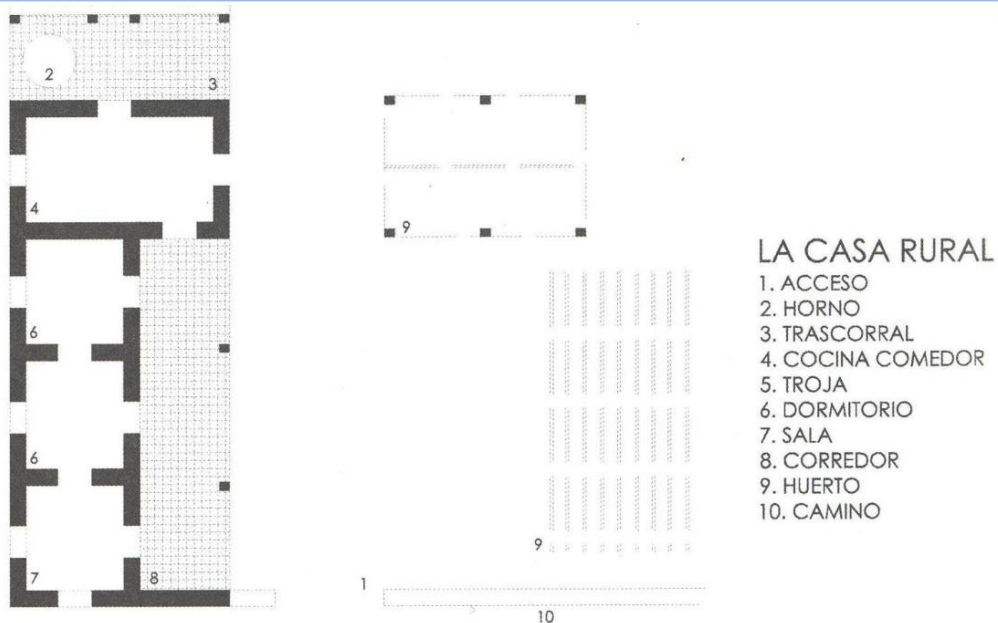 2
3
4
9
6
6
9
7
8
1
10
LA CASA RURAL
1. ACCESO
2. HORNO
3. TRASCORRAL
4. COCINA COMEDOR
5. TROJA
6. DORMITORIO
7. SALA
8. CORREDOR
9. HUERTO
10. CAMINO